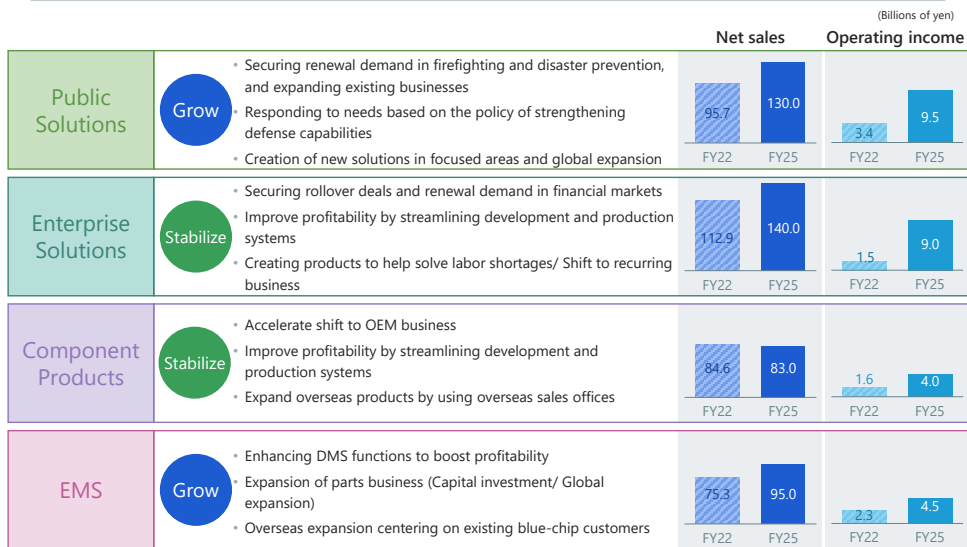 (Billions of yen)
Net sales
Operating income
Public
Solutions
Grow
• Securing renewal demand in firefighting and disaster prevention,
and expanding existing businesses
• Responding to needs based on the policy of strengthening
defense capabilities
• Creation of new solutions in focused areas and global expansion
95.7
130.0
FY22
FY25
3.4
9.5
FY22
FY25
Enterprise
Solutions
Stabilize
• Securing rollover deals and renewal demand in financial markets
• Improve profitability by streamlining development and production
systems
• Creating products to help solve labor shortages/ Shift to recurring
business
112.9
140.0
FY22
FY25
1.5
9.0
FY22
FY25
Component
Products
Stabilize
• Accelerate shift to OEM business
• Improve profitability by streamlining development and
production systems
• Expand overseas products by using overseas sales offices
84.6
83.0
FY22
FY25
1.6
4.0
FY22
FY25
EMS
Grow
• Enhancing DMS functions to boost profitability
• Expansion of parts business (Capital investment/ Global
expansion)
• Overseas expansion centering on existing blue-chip customers
75.3
95.0
FY22
FY25
2.3
4.5
FY22
FY25